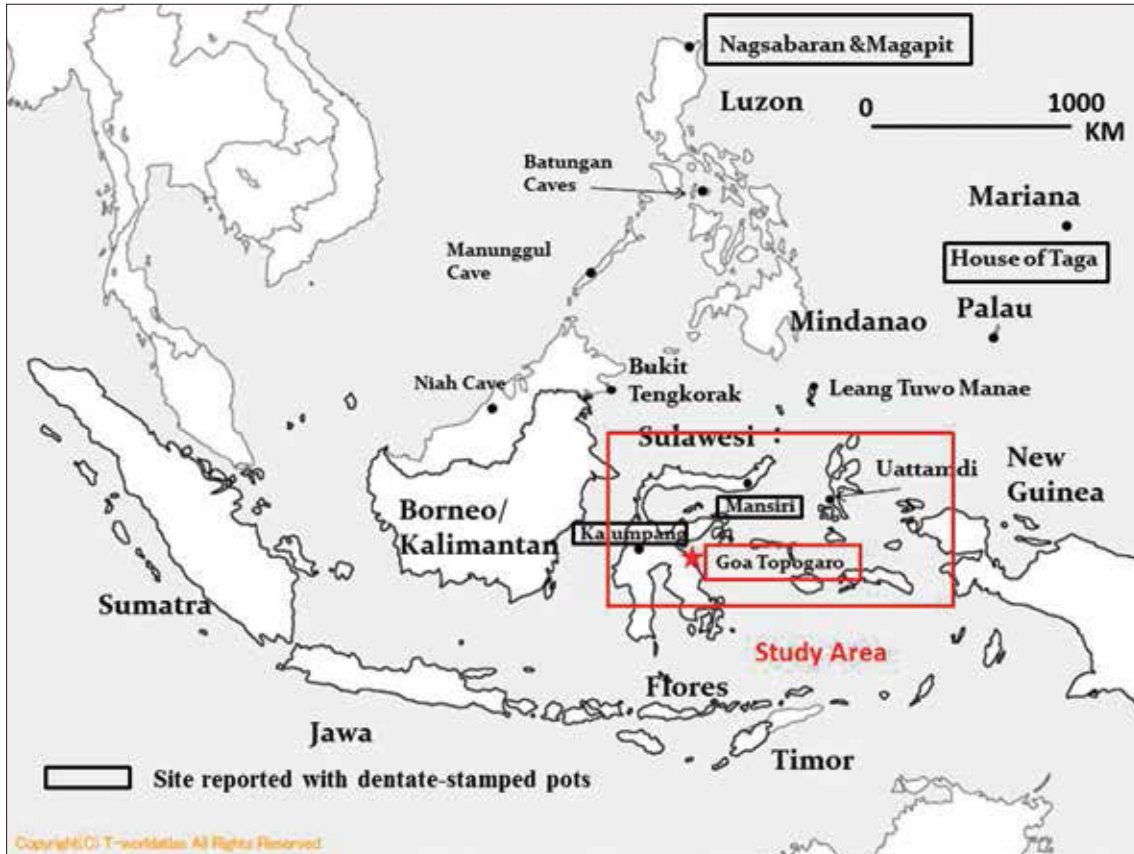 Nagsabaran &Magapit
Luzon
0 1000
KM
Batungan
Caves
Mariana
House of Taga
Manunggul
Cave
Palau
Mindanao
Bukit
Tengkorak
Niah Cave
Leang Tuwo Manae
Sulawesi
Uattamdi
New
Guinea
Mansiri
Borneo/
Kalimantan
Kalumpang
Goa Topogaro
Sumatra
Study Area
Flores
Jawa
Timor
Site reported with dentate-stamped pots
Copyright(C) T-worldatlas All Rights Reserved